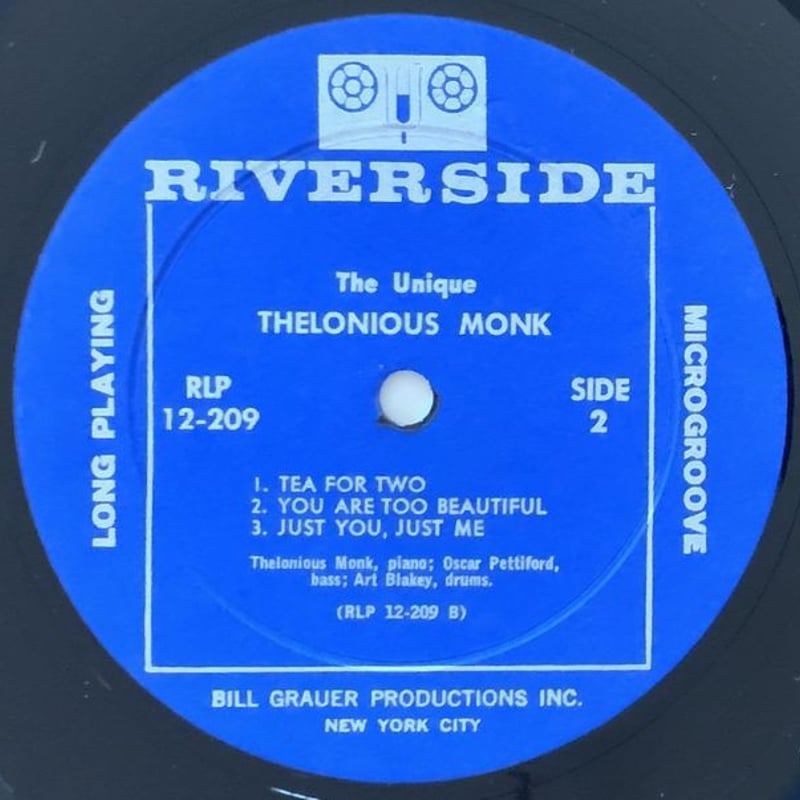 RIVERSIDE
The Unique
THELONIOUS MONK
RLP
12-209
SIDE
2
LONG PLAYING
MICROGROOVE
1. TEA FOR TWO
2. YOU ARE TOO BEAUTIFUL
3. JUST YOU, JUST ME
Thelonious Monk, piano; Oscar Pettiford,
bass; Art Blakey, drums.
(RLP 12-209 B)
BILL GRAUER PRODUCTIONS INC.
NEW YORK CITY